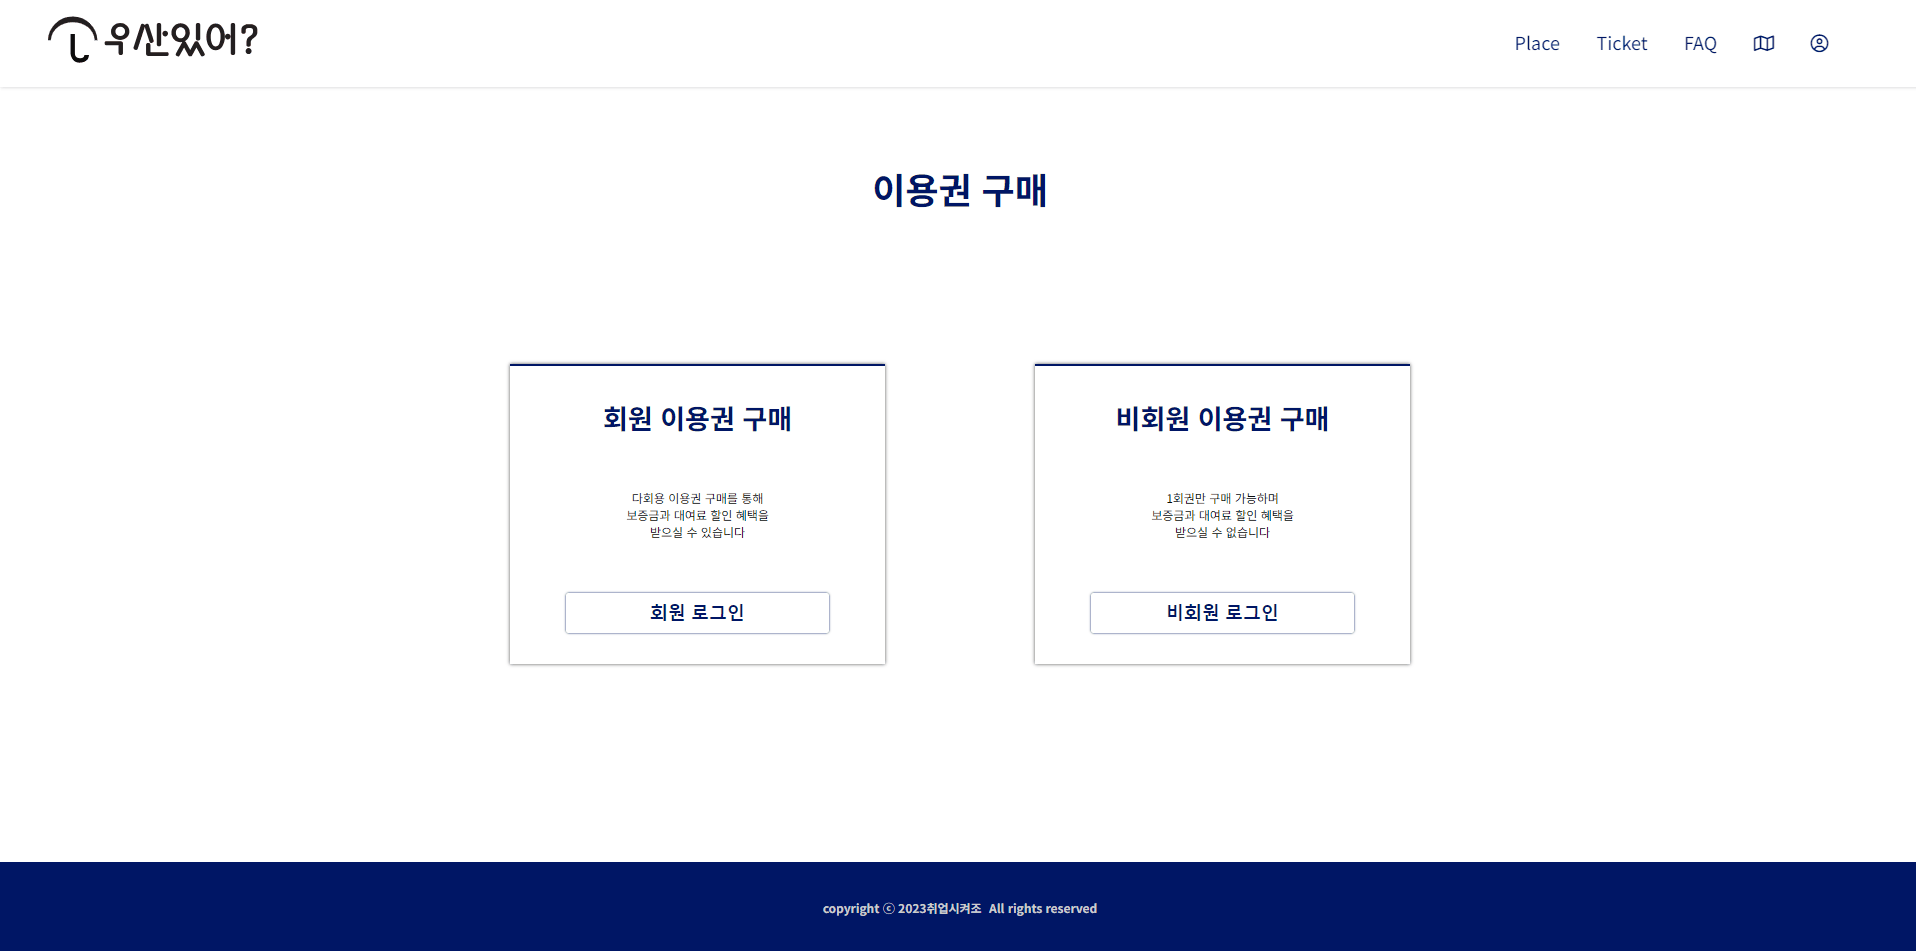 우산있어?
Place Ticket FAQ
이용권 구매
회원 이용권 구매
다회용 이용권 구매를 통해
보증금과 대여료 할인 혜택을
받으실 수 있습니다
회원 로그인
비회원 이용권 구매
1회권만 구매 가능하며
보증금과 대여료 할인 혜택을
받으실 수 없습니다
비회원 로그인
copyright ⓒ 2023취업시켜조 All rights reserved